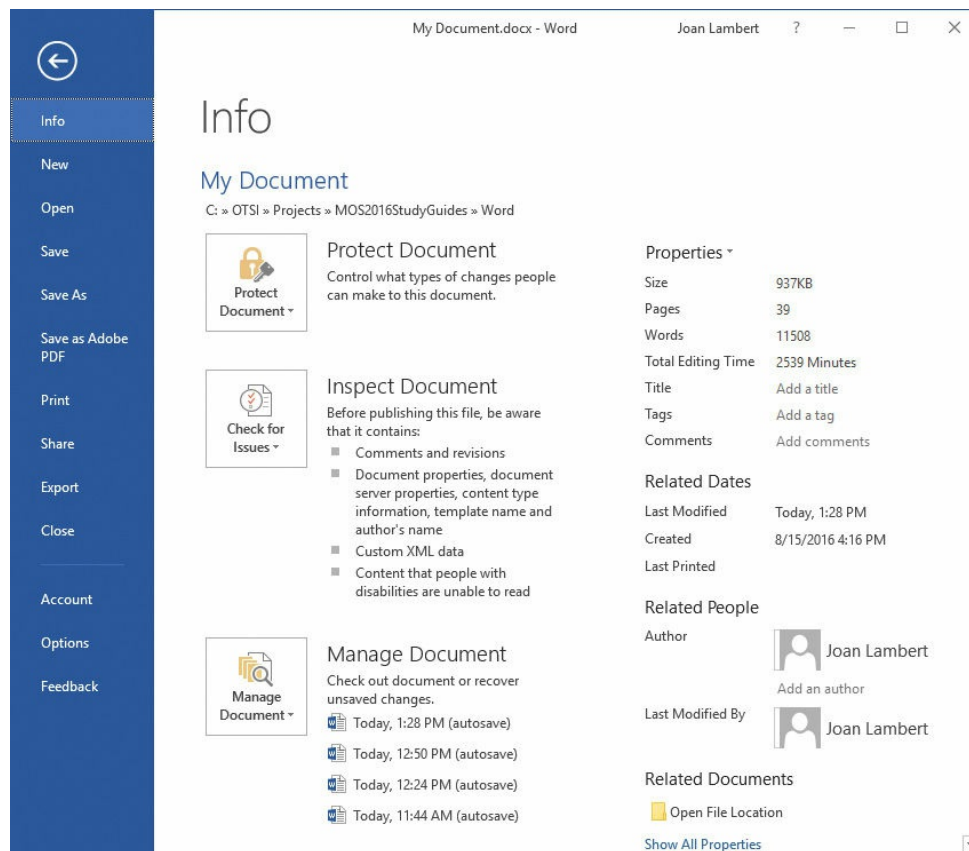 My Document.docx - Word
Joan Lambert
?
Info
New
Open
Save
Save As
Save as Adobe
PDF
Print
Share
Export
Close
Account
Options
Feedback
Info
My Document
C: » OTSI » Projects » MOS2016StudyGuides » Word
Protect
Document
Protect Document
Control what types of changes people
can make to this document.
Check for
Issues
Inspect Document
Before publishing this file, be aware
that it contains:
Comments and revisions
Document properties, document
server properties, content type
information, template name and
author's name
Custom XML data
Content that people with
disabilities are unable to read
Manage
Document
Manage Document
Check out document or recover
unsaved changes.
Today, 1:28 PM (autosave)
Today, 12:50 PM (autosave)
Today, 12:24 PM (autosave)
Today, 11:44 AM (autosave)
Properties
Size 937KB
Pages 39
Words 11508
Total Editing Time 2539 Minutes
Title Add a title
Tags Add a tag
Comments Add comments
Related Dates
Last Modified Today, 1:28 PM
Created 8/15/2016 4:16 PM
Last Printed
Related People
Author Joan Lambert
Add an author
Last Modified By Joan Lambert
Related Documents
Open File Location
Show All Properties